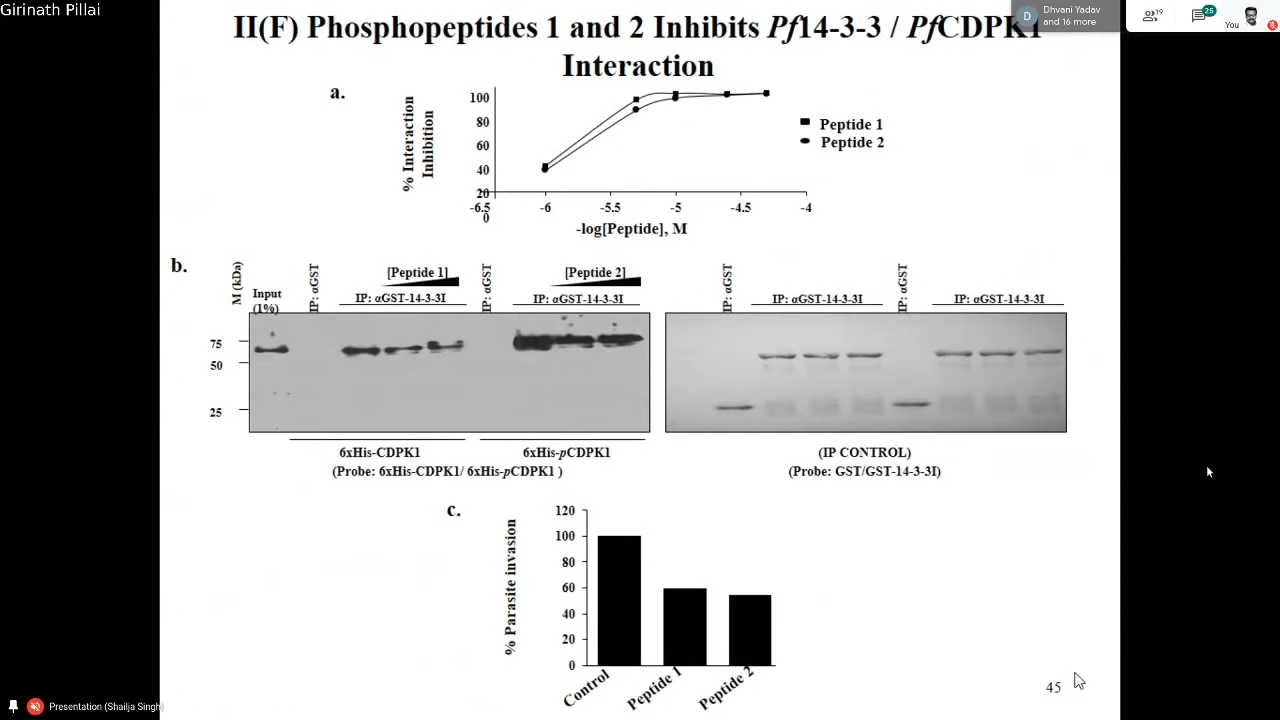 Girinath Pillai
Dhvani Yadav
and 16 more
D
19
25
You
II(F) Phosphopeptides 1 and 2 Inhibits Pf14-3-3 / PfCDPK1
Interaction
a.
% Interaction
Inhibition
100
80
60
40
20
0
-6.5
-6
-5.5
-5
-4.5
-4
-log[Peptide], M
Peptide 1
Peptide 2
b.
M (kDa)
Input
(1%)
IP: αGST
[Peptide 1]
IP: αGST-14-3-3I
IP: αGST
[Peptide 2]
IP: αGST-14-3-3I
IP: αGST
IP: αGST-14-3-3I
IP: αGST
IP: αGST-14-3-3I
75
50
25
6xHis-CDPK1
6xHis-pCDPK1
(Probe: 6xHis-CDPK1/ 6xHis-pCDPK1 )
(IP CONTROL)
(Probe: GST/GST-14-3-3I)
c.
% Parasite invasion
120
100
80
60
40
20
0
Control
Peptide 1
Peptide 2
45
Presentation (Shailja Singh